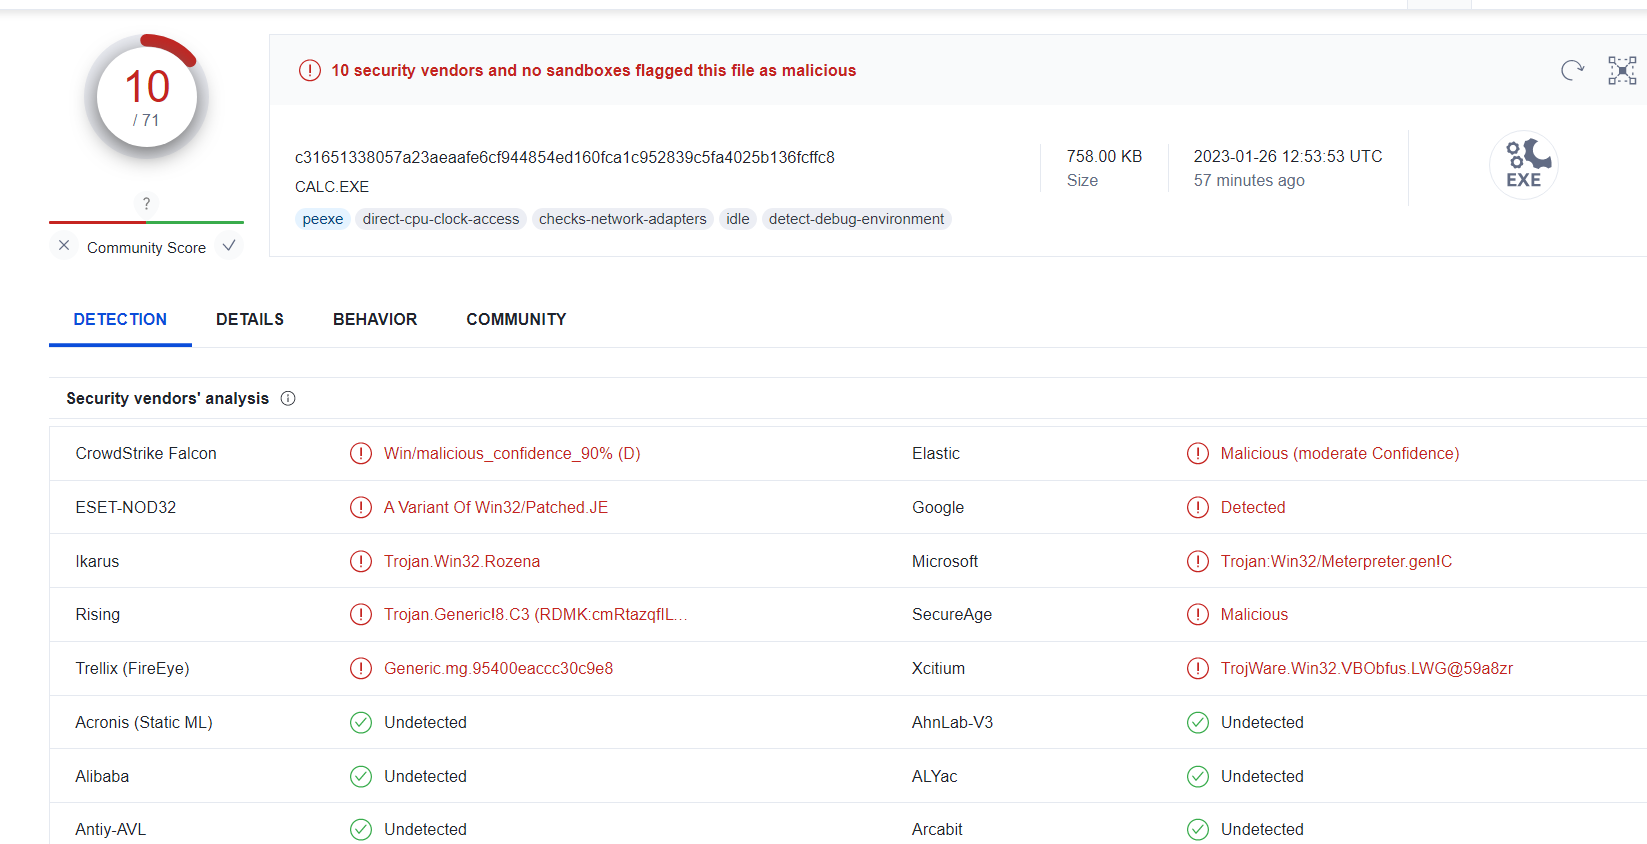 10
/ 71
?
Community Score
10 security vendors and no sandboxes flagged this file as malicious
c31651338057a23aeaafe6cf944854ed160fca1c952839c5fa4025b136fcffc8
CALC.EXE
peexe direct-cpu-clock-access checks-network-adapters idle detect-debug-environment
758.00 KB
Size
2023-01-26 12:53:53 UTC
57 minutes ago
EXE
DETECTION DETAILS BEHAVIOR COMMUNITY
Security vendors' analysis
CrowdStrike Falcon Win/malicious_confidence_90% (D) Elastic Malicious (moderate Confidence)
ESET-NOD32 A Variant Of Win32/Patched.JE Google Detected
Ikarus Trojan.Win32.Rozena Microsoft Trojan:Win32/Meterpreter.gen!C
Rising Trojan.Generic!8.C3 (RDMK:cmRtazqfIL... SecureAge Malicious
Trellix (FireEye) Generic.mg.95400eaccc30c9e8 Xcitium TrojWare.Win32.VBObfus.LWG@59a8zr
Acronis (Static ML) Undetected AhnLab-V3 Undetected
Alibaba Undetected ALYac Undetected
Antiy-AVL Undetected Arcabit Undetected